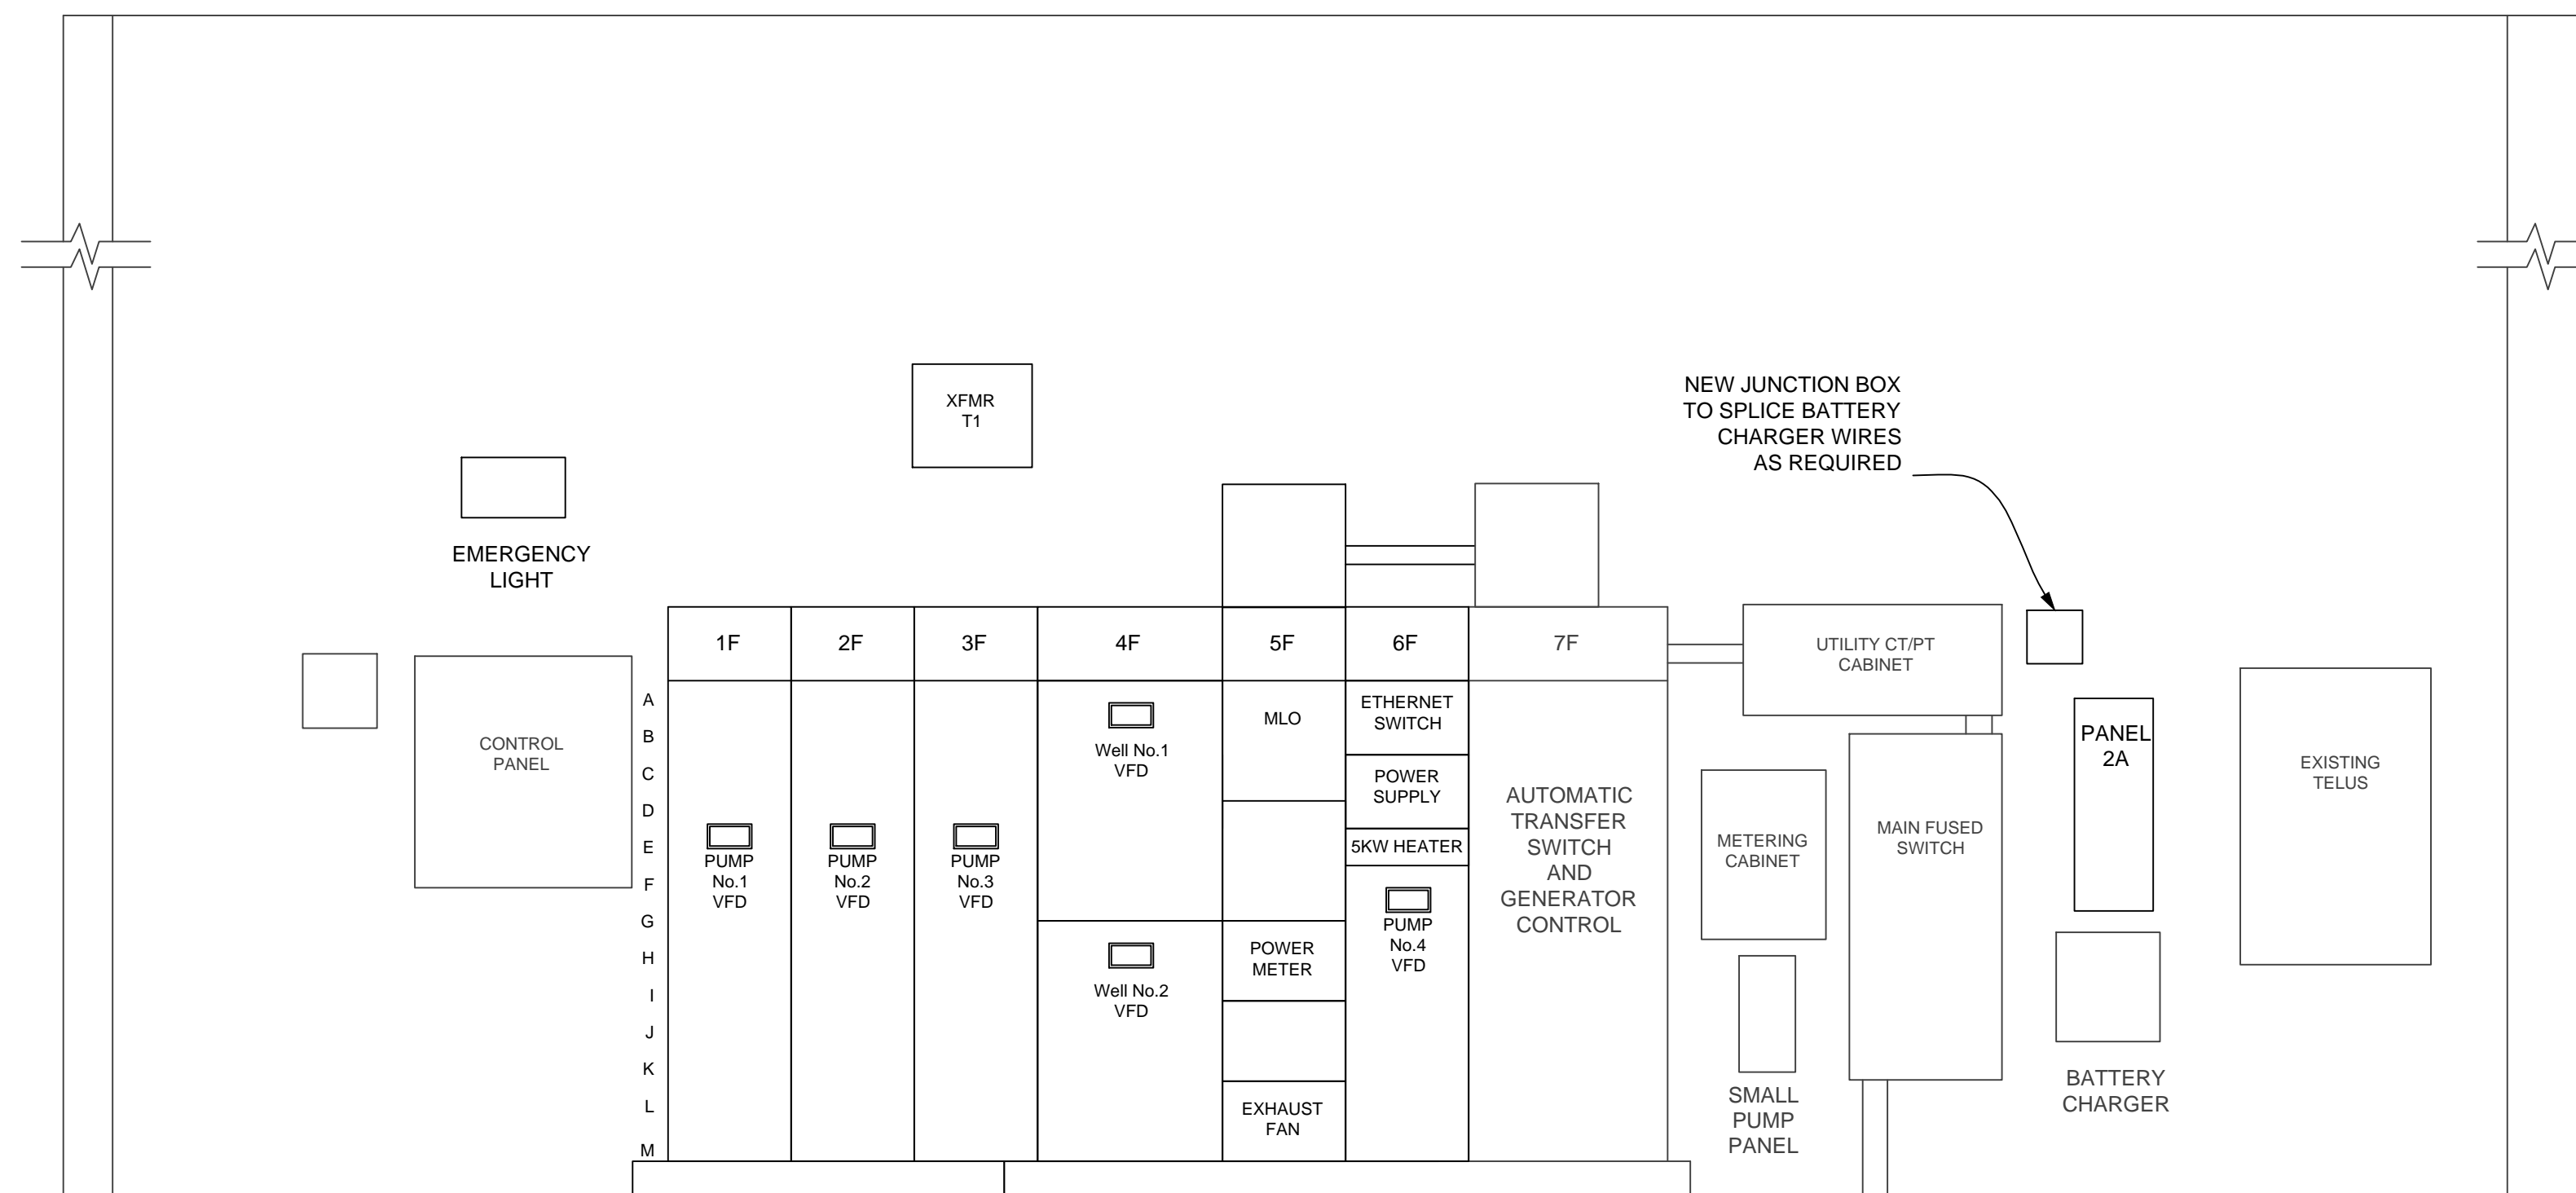 XFMR
T1
NEW JUNCTION BOX
TO SPLICE BATTERY
CHARGER WIRES
AS REQUIRED
EMERGENCY
LIGHT
1F
2F
3F
4F
5F
6F
7F
UTILITY CT/PT
CABINET
CONTROL
PANEL
A
B
C
D
E
F
G
H
I
J
K
L
M
PUMP
No.1
VFD
PUMP
No.2
VFD
PUMP
No.3
VFD
Well No.1
VFD
Well No.2
VFD
MLO
POWER
METER
EXHAUST
FAN
ETHERNET
SWITCH
POWER
SUPPLY
5KW HEATER
PUMP
No.4
VFD
AUTOMATIC
TRANSFER
SWITCH
AND
GENERATOR
CONTROL
METERING
CABINET
SMALL
PUMP
PANEL
MAIN FUSED
SWITCH
PANEL
2A
BATTERY
CHARGER
EXISTING
TELUS